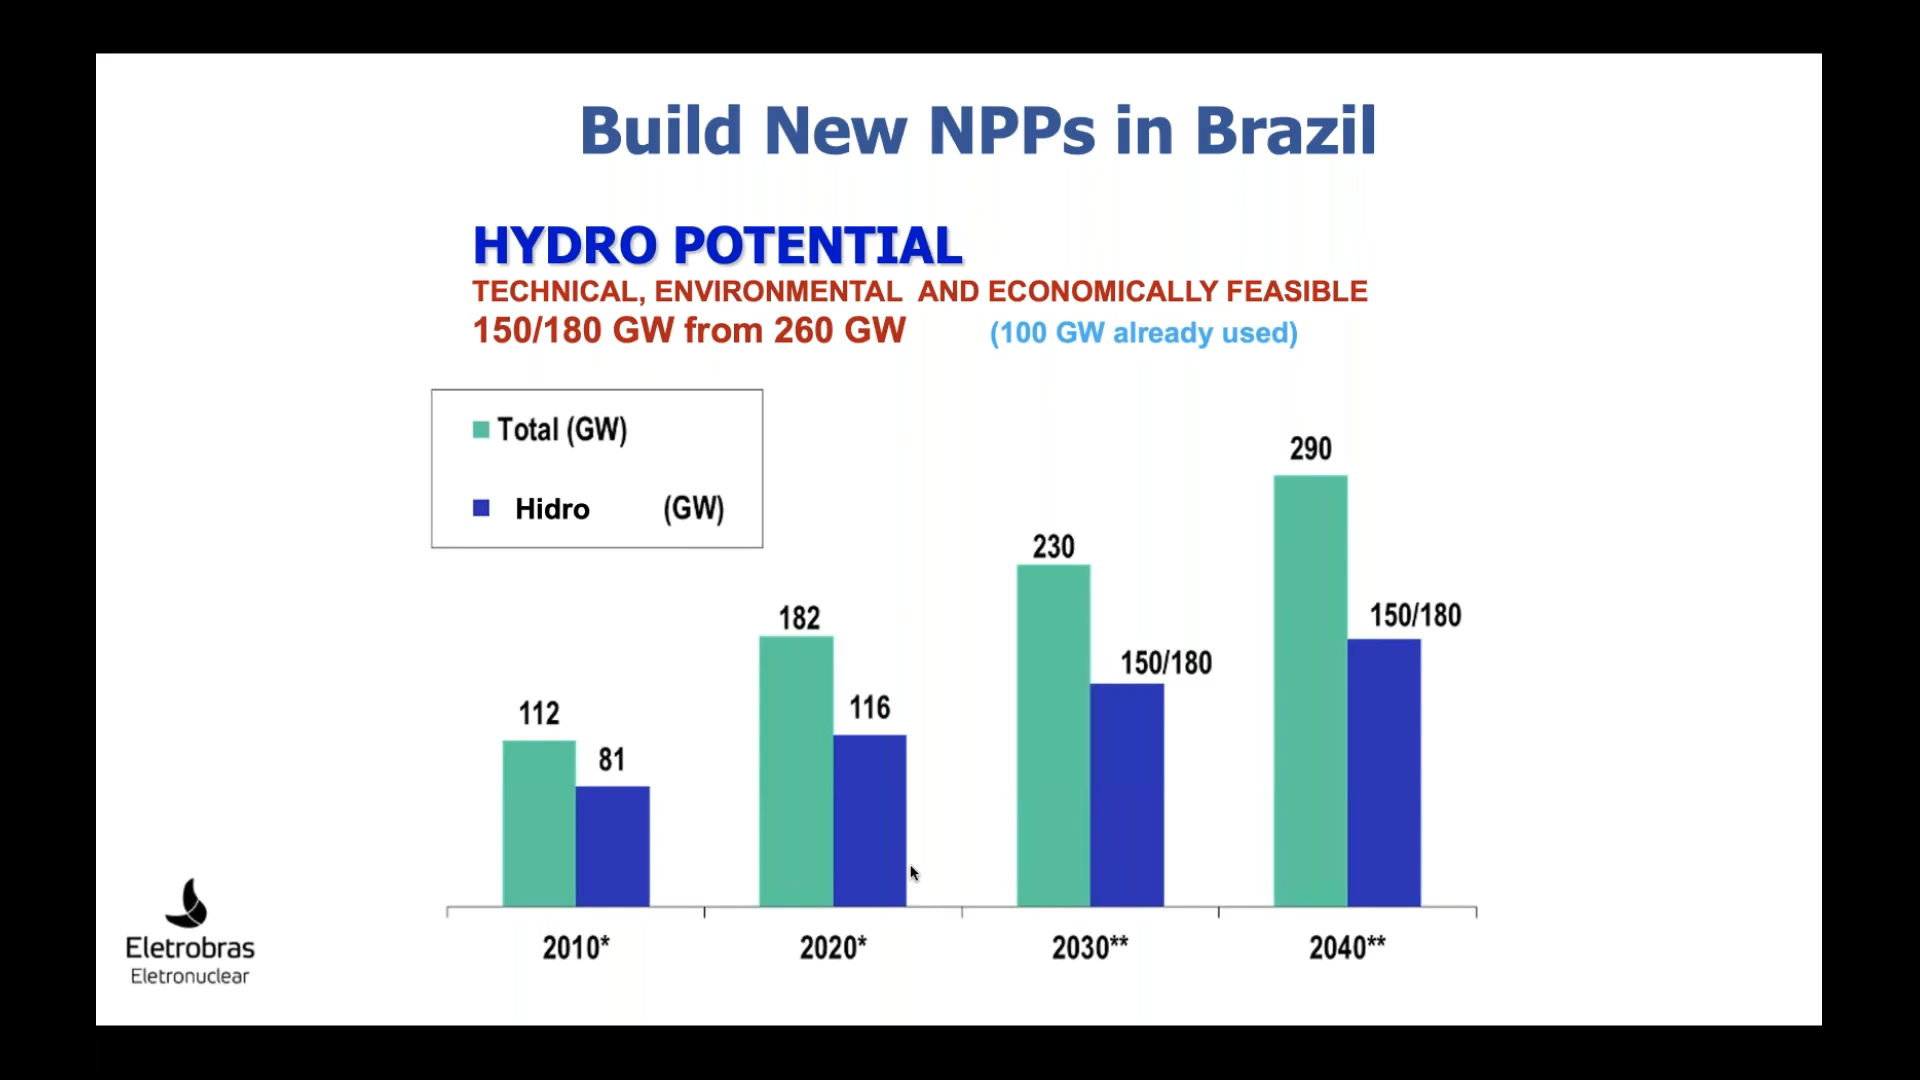 Build New NPPs in Brazil
HYDRO POTENTIAL
TECHNICAL, ENVIRONMENTAL AND ECONOMICALLY FEASIBLE
150/180 GW from 260 GW (100 GW already used)
Total (GW)
Hidro (GW)
290
230
182
150/180
150/180
112
116
81
2010* 2020* 2030** 2040**
Eletrobras
Eletronuclear